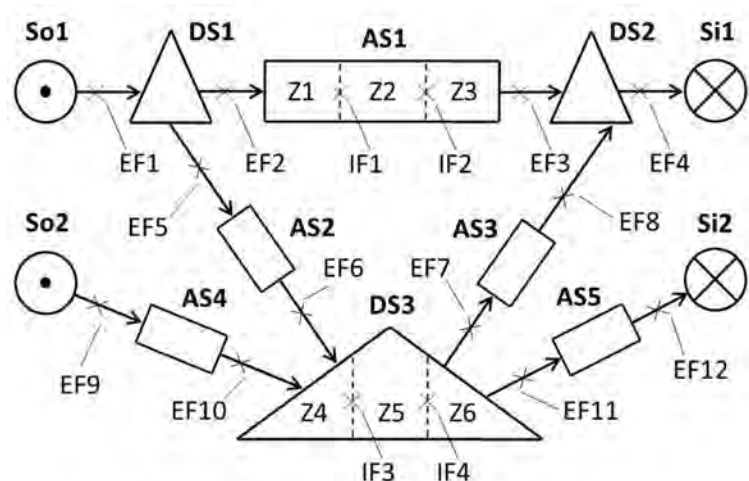 So1 DS1 AS1 DS2 Si1
Z1 Z2 Z3
EF1 EF2 IF1 IF2 EF3 EF4
So2 EF5 AS2 AS3 EF8 Si2
AS4 EF6 DS3 EF7 AS5
EF9 EF10 Z4 Z5 Z6 EF11 EF12
IF3 IF4